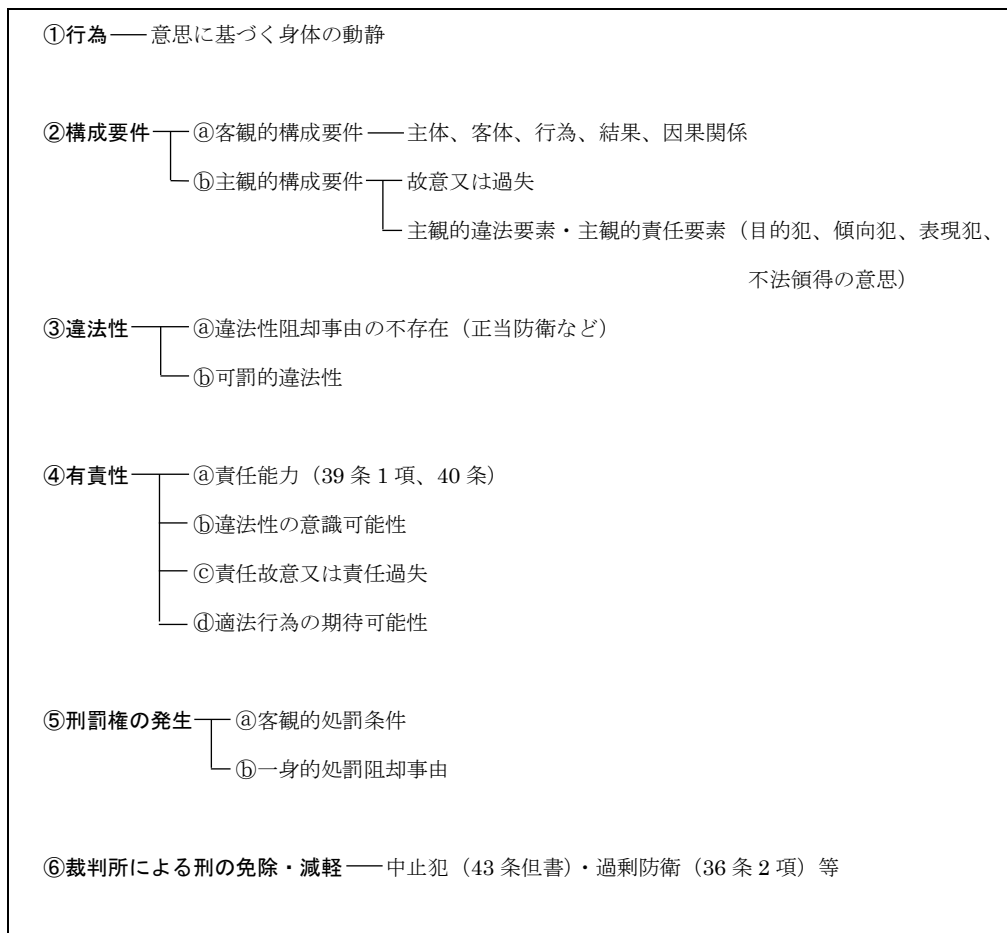 ①行為――意思に基づく身体の動静
②構成要件 ⓐ客観的構成要件――主体、客体、行為、結果、因果関係
ⓑ主観的構成要件 故意又は過失
主観的違法要素・主観的責任要素（目的犯、傾向犯、表現犯、
不法領得の意思）
③違法性 ⓐ違法性阻却事由の不存在（正当防衛など）
ⓑ可罰的違法性
④有責性 ⓐ責任能力（39 条 1 項、40 条）
ⓑ違法性の意識可能性
ⓒ責任故意又は責任過失
ⓓ適法行為の期待可能性
⑤刑罰権の発生 ⓐ客観的処罰条件
ⓑ一身的処罰阻却事由
⑥裁判所による刑の免除・減軽――中止犯（43 条但書）・過剰防衛（36 条 2 項）等